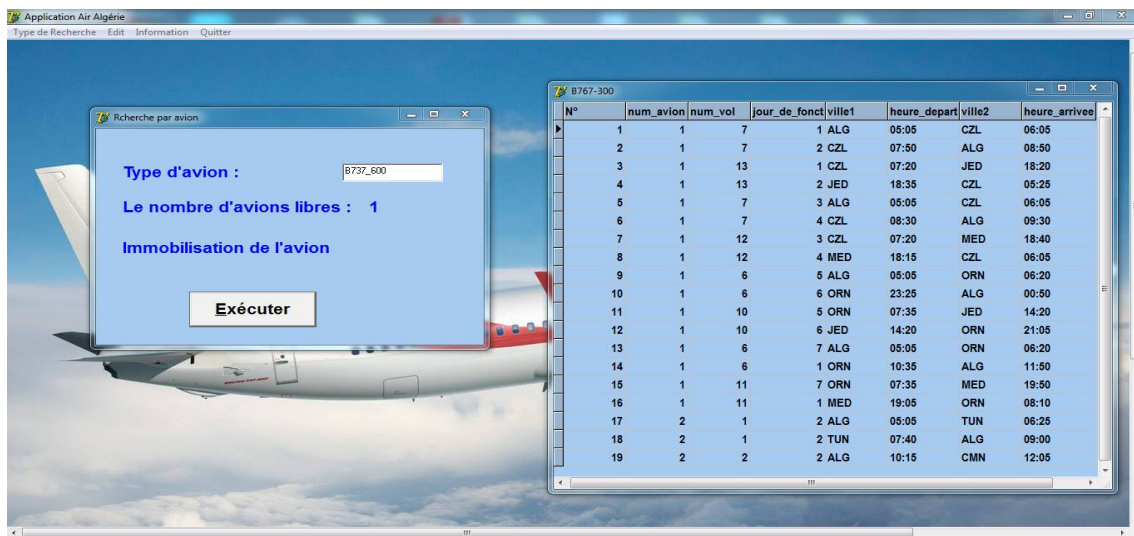 Application Air Algérie
Type de Recherche Edit Information Quitter
Rcherche par avion
Type d'avion : B737_600
Le nombre d'avions libres : 1
Immobilisation de l'avion
Exécuter
B767-300
N° num_avion num_vol jour_de_fonct ville1 heure_depart ville2 heure_arrivee
1 1 7 1 ALG 05:05 CZL 06:05
2 1 7 2 CZL 07:50 ALG 08:50
3 1 13 1 CZL 07:20 JED 18:20
4 1 13 2 JED 18:35 CZL 05:25
5 1 7 3 ALG 05:05 CZL 06:05
6 1 7 4 CZL 08:30 ALG 09:30
7 1 12 3 CZL 07:20 MED 18:40
8 1 12 4 MED 18:15 CZL 06:05
9 1 6 5 ALG 05:05 ORN 06:20
10 1 6 6 ORN 23:25 ALG 00:50
11 1 10 5 ORN 07:35 JED 14:20
12 1 10 6 JED 14:20 ORN 21:05
13 1 6 7 ALG 05:05 ORN 06:20
14 1 6 1 ORN 10:35 ALG 11:50
15 1 11 7 ORN 07:35 MED 19:50
16 1 11 1 MED 19:05 ORN 08:10
17 2 1 2 ALG 05:05 TUN 06:25
18 2 1 2 TUN 07:40 ALG 09:00
19 2 2 2 ALG 10:15 CMN 12:05